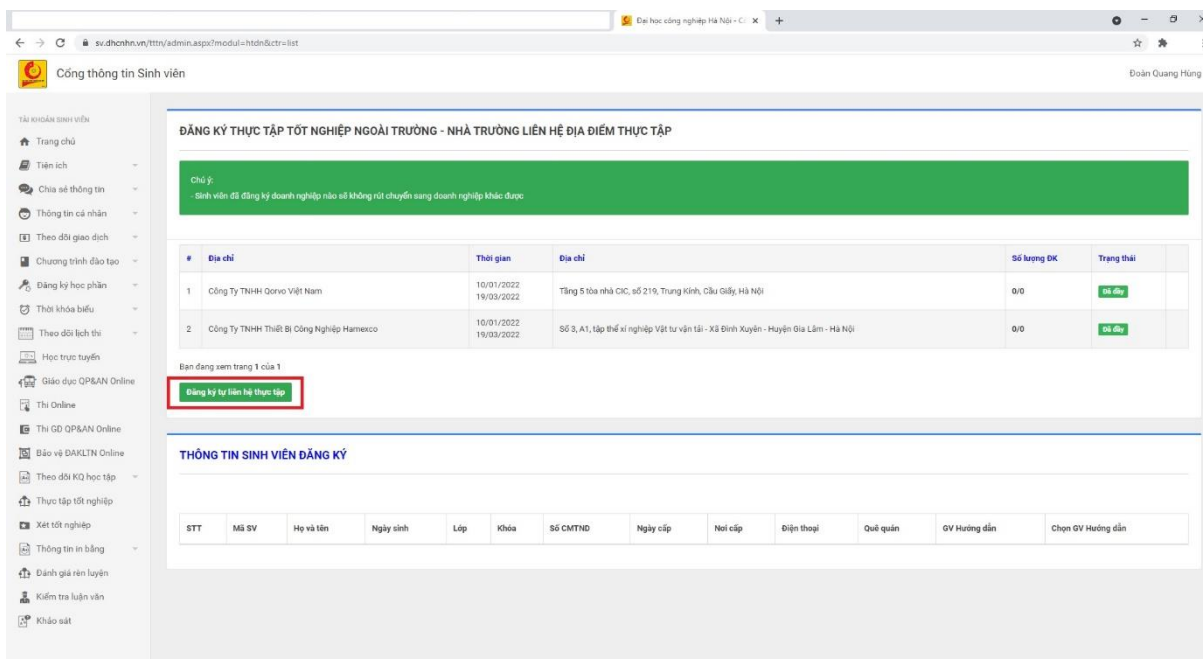 Đại học công nghiệp Hà Nội - C
sv.dhcnhn.vn/tttn/admin.aspx?modul=htdn&ctr=list
Cổng thông tin Sinh viên
Đoàn Quang Hùng
TÀI KHOẢN SINH VIÊN
Trang chủ
Tiện ích
Chia sẻ thông tin
Thông tin cá nhân
Theo dõi giao dịch
Chương trình đào tạo
Đăng ký học phần
Thời khóa biểu
Theo dõi lịch thi
Học trực tuyến
Giáo dục QP&AN Online
Thi Online
Thi GD QP&AN Online
Bảo vệ ĐAKLTN Online
Theo dõi KQ học tập
Thực tập tốt nghiệp
Xét tốt nghiệp
Thông tin in bằng
Đánh giá rèn luyện
Kiểm tra luận văn
Khảo sát
ĐĂNG KÝ THỰC TẬP TỐT NGHIỆP NGOÀI TRƯỜNG - NHÀ TRƯỜNG LIÊN HỆ ĐỊA ĐIỂM THỰC TẬP
Chú ý:
- Sinh viên đã đăng ký doanh nghiệp nào sẽ không rút chuyển sang doanh nghiệp khác được
# Địa chỉ Thời gian Địa chỉ Số lượng ĐK Trạng thái
1 Công Ty TNHH Qorvo Việt Nam 10/01/2022 Tầng 5 tòa nhà CIC, số 219, Trung Kính, Cầu Giấy, Hà Nội 0/0 Đã đầy
19/03/2022
2 Công Ty TNHH Thiết Bị Công Nghiệp Hamexco 10/01/2022 Số 3, A1, tập thể xí nghiệp Vật tư vận tải - Xã Đình Xuyên - Huyện Gia Lâm - Hà Nội 0/0 Đã đầy
19/03/2022
Bạn đang xem trang 1 của 1
Đăng ký tự liên hệ thực tập
THÔNG TIN SINH VIÊN ĐĂNG KÝ
STT Mã SV Họ và tên Ngày sinh Lớp Khóa Số CMTND Ngày cấp Nơi cấp Điện thoại Quê quán GV Hướng dẫn Chọn GV Hướng dẫn